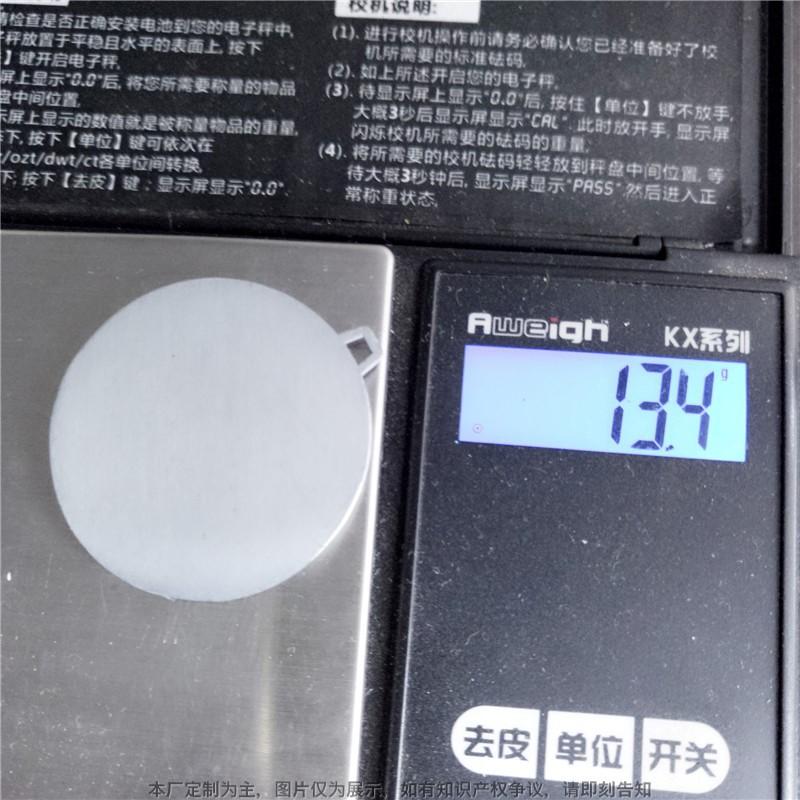 校机说明:
请检查是否正确安装电池到您的电子秤中,
秤放置于平稳且水平的表面上, 按下
】键开启电子秤.
屏上显示"0.0"后, 将您所需要称量的物品
盘中间位置.
示屏上显示的数值就是被称量物品的重量,
下, 按下【单位】键可依次在
/ozt/dwt/ct各单位间转换.
下, 按下【去皮】键: 显示屏显示"0.0".
(1). 进行校机操作前请务必确认您已经准备好了校
机所需要的标准砝码.
(2). 如上所述开启您的电子秤.
(3). 待显示屏上显示"0.0"后, 按住【单位】键不放手,
大概3秒后显示屏显示"CAL". 此时放开手, 显示屏
闪烁校机所需要的砝码的重量.
(4). 将所需要的校机砝码轻轻放到秤盘中间位置, 等
待大概3秒钟后, 显示屏显示"PASS".然后进入正
常称重状态.
Aweigh KX系列
13.4 g
去皮 单位 开关
本厂定制为主, 图片仅为展示, 如有知识产权争议, 请即刻告知